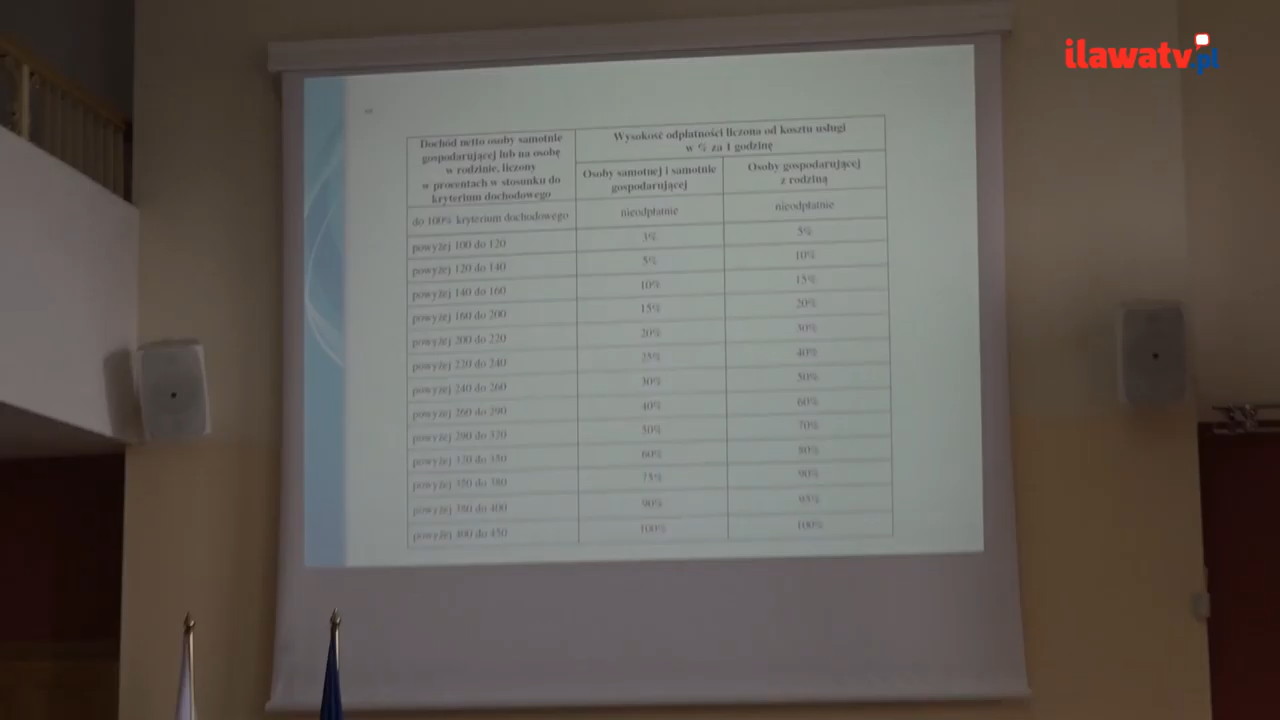 ilawatv.pl
Dochód netto osoby samotnie
gospodarującej lub na osobę
w rodzinie, liczony
w procentach w stosunku do
kryterium dochodowego
Wysokość odpłatności liczona od kosztu usługi
w % za 1 godzinę
Osoby samotnej i samotnie
gospodarującej
Osoby gospodarującej
z rodziną
do 100% kryterium dochodowego nieodpłatnie nieodpłatnie
powyżej 100 do 120 3% 5%
powyżej 120 do 140 5% 10%
powyżej 140 do 160 10% 15%
powyżej 160 do 200 15% 20%
powyżej 200 do 220 20% 30%
powyżej 220 do 240 25% 40%
powyżej 240 do 260 30% 50%
powyżej 260 do 290 40% 60%
powyżej 290 do 320 50% 70%
powyżej 320 do 350 60% 80%
powyżej 350 do 380 75% 90%
powyżej 380 do 400 90% 95%
powyżej 400 do 450 100% 100%